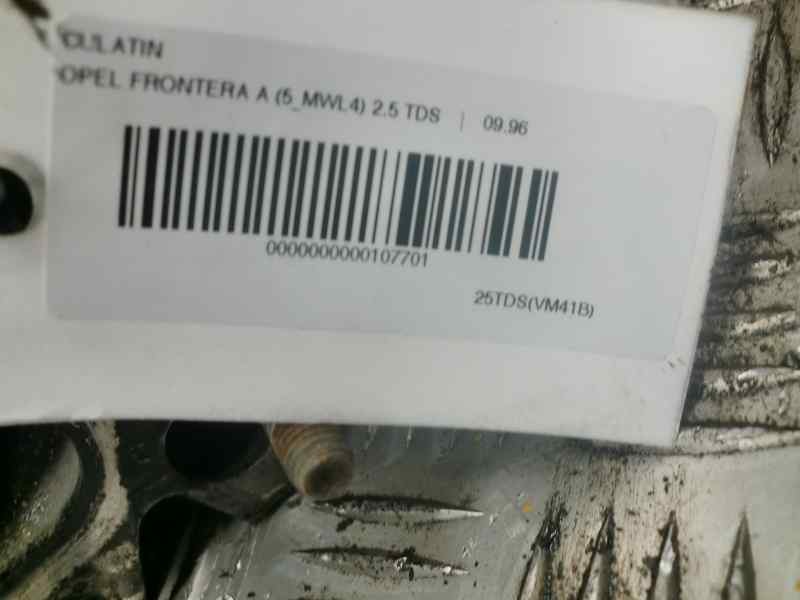 CULATIN
OPEL FRONTERA A (5_MWL4) 2.5 TDS | 09.96
0000000000107701
25TDS(VM41B)